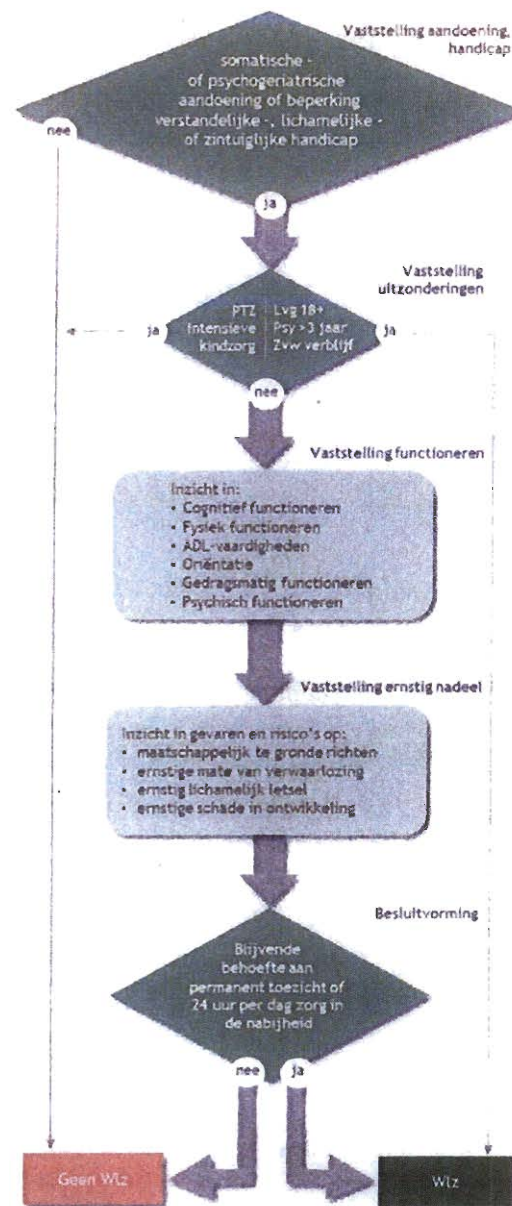 Vaststelling aandoening,
handicap
somatische -
of psychogeriatrische
aandoening of beperking
verstandelijke -, lichamelijke -
of zintuiglijke handicap
nee
ja
Vaststelling
uitzonderingen
PTZ
Intensieve
kindzorg
Lvg 18+
Psy >3 jaar
Zvw verblijf
ja
ja
nee
Vaststelling functioneren
Inzicht in:
• Cognitief functioneren
• Fysiek functioneren
• ADL-vaardigheden
• Oriëntatie
• Gedragsmatig functioneren
• Psychisch functioneren
Vaststelling ernstig nadeel
Inzicht in gevaren en risico's op:
• maatschappelijk te gronde richten
• ernstige mate van verwaarlozing
• ernstig lichamelijk letsel
• ernstige schade in ontwikkeling
Besluitvorming
Blijvende
behoefte aan
permanent toezicht of
24 uur per dag zorg in
de nabijheid
nee
ja
Geen Wlz
Wlz